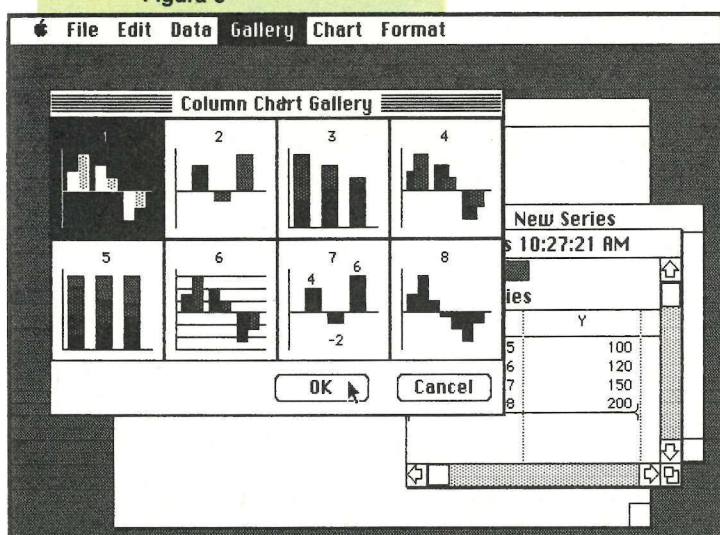 Figura 8
File Edit Data Gallery Chart Format
Column Chart Gallery
1 2 3 4
5 6 7 8
4 6
-2
OK Cancel
New Series
s 10:27:21 AM
ies
Y
5 100
6 120
7 150
8 200